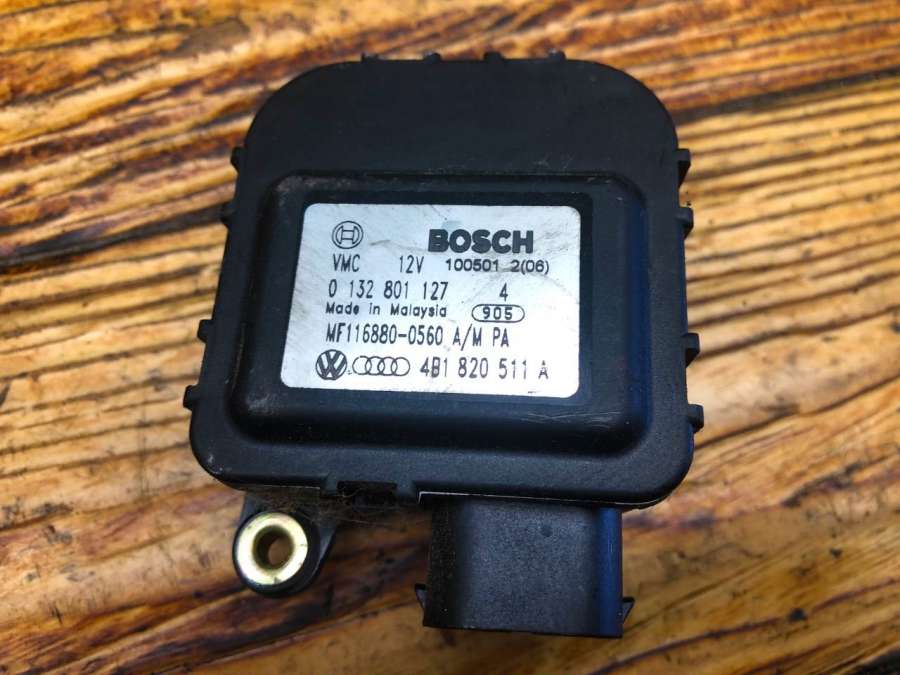 BOSCH
VMC 12V 100501 2(06)
0 132 801 127 4
Made in Malaysia 905
MF116880-0560 A/M PA
VW 4B1 820 511 A